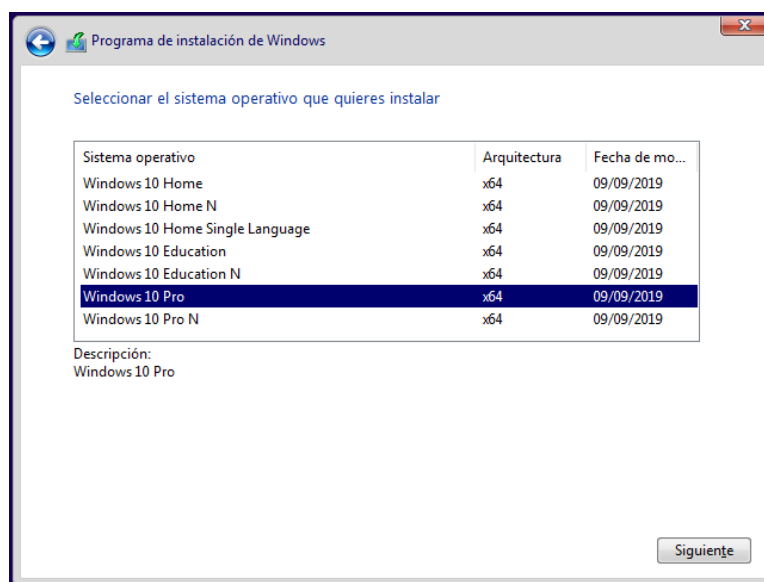 Programa de instalación de Windows
Seleccionar el sistema operativo que quieres instalar
Sistema operativo Arquitectura Fecha de mo...
Windows 10 Home x64 09/09/2019
Windows 10 Home N x64 09/09/2019
Windows 10 Home Single Language x64 09/09/2019
Windows 10 Education x64 09/09/2019
Windows 10 Education N x64 09/09/2019
Windows 10 Pro x64 09/09/2019
Windows 10 Pro N x64 09/09/2019
Descripción:
Windows 10 Pro
Siguiente